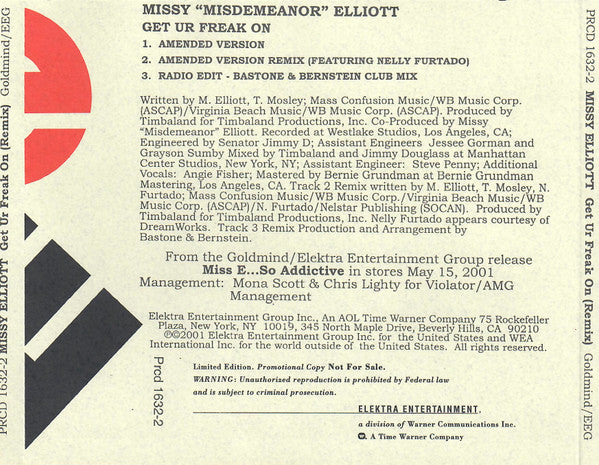 MISSY “MISDEMEANOR” ELLIOTT
GET UR FREAK ON
1. AMENDED VERSION
2. AMENDED VERSION REMIX (FEATURING NELLY FURTADO)
3. RADIO EDIT - BASTONE & BERNSTEIN CLUB MIX
Written by M. Elliott, T. Mosley; Mass Confusion Music/WB Music Corp.
(ASCAP)/Virginia Beach Music/WB Music Corp. (ASCAP). Produced by
Timbaland for Timbaland Productions, Inc. Co-Produced by Missy
“Misdemeanor” Elliott. Recorded at Westlake Studios, Los Angeles, CA;
Engineered by Senator Jimmy D; Assistant Engineers Jessee Gorman and
Grayson Sumby Mixed by Timbaland and Jimmy Douglass at Manhattan
Center Studios, New York, NY; Assistant Engineer: Steve Penny; Additional
Vocals: Angie Fisher; Mastered by Bernie Grundman at Bernie Grundman
Mastering, Los Angeles, CA. Track 2 Remix written by M. Elliott, T. Mosley, N.
Furtado; Mass Confusion Music/WB Music Corp./Virginia Beach Music/WB
Music Corp. (ASCAP)/N. Furtado/Nelstar Publishing (SOCAN). Produced by
Timbaland for Timbaland Productions, Inc. Nelly Furtado appears courtesy of
DreamWorks. Track 3 Remix Production and Arrangement by
Bastone & Bernstein.
From the Goldmind/Elektra Entertainment Group release
Miss E...So Addictive in stores May 15, 2001
Management: Mona Scott & Chris Lighty for Violator/AMG
Management
Elektra Entertainment Group Inc., An AOL Time Warner Company 75 Rockefeller
Plaza, New York, NY 10019, 345 North Maple Drive, Beverly Hills, CA 90210
℗©2001 Elektra Entertainment Group Inc. for the United States and WEA
International Inc. for the world outside of the United States. All rights reserved.
Prcd 1632-2
Limited Edition. Promotional Copy Not For Sale.
WARNING: Unauthorized reproduction is prohibited by Federal law
and is subject to criminal prosecution.
ELEKTRA ENTERTAINMENT.
a division of Warner Communications Inc.
A Time Warner Company
PRCD 1632-2 MISSY ELLIOTT Get Ur Freak On (Remix) Goldmind/EEG
PRCD 1632-2 MISSY ELLIOTT Get Ur Freak On (Remix) Goldmind/EEG